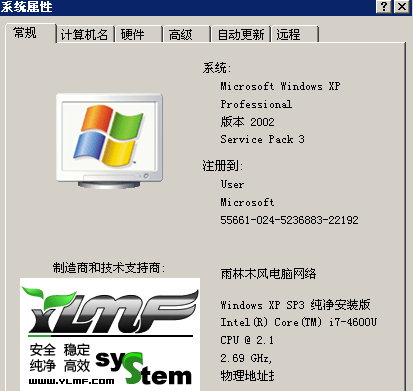 系统属性
常规 计算机名 硬件 高级 自动更新 远程
系统:
Microsoft Windows XP
Professional
版本 2002
Service Pack 3
注册到:
User
Microsoft
55661-024-5236883-22192
制造商和技术支持商:
雨林木风电脑网络
YLMF
安全 稳定
纯净 高效
system
www.YLMF.com
Windows XP SP3 纯净安装版
Intel(R) Core(TM) i7-4600U
CPU @ 2.1
2.69 GHz,
物理地址